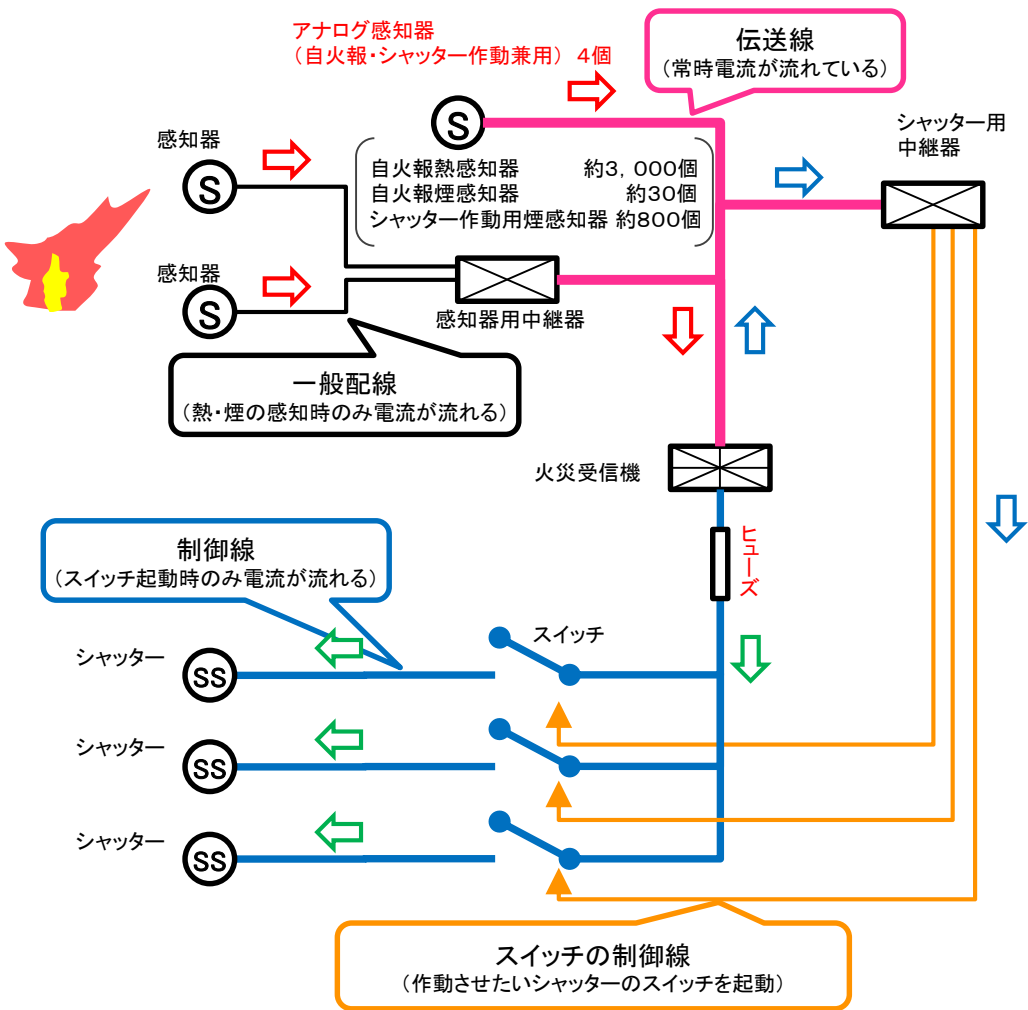 アナログ感知器
(自火報・シャッター作動兼用) 4個
伝送線
(常時電流が流れている)
S
感知器
S
自火報熱感知器 約3,000個
自火報煙感知器 約30個
シャッター作動用煙感知器 約800個
シャッター用
中継器
感知器
S
感知器用中継器
一般配線
(熱・煙の感知時のみ電流が流れる)
火災受信機
ヒューズ
制御線
(スイッチ起動時のみ電流が流れる)
スイッチ
シャッター
SS
シャッター
SS
シャッター
SS
スイッチの制御線
(作動させたいシャッターのスイッチを起動)